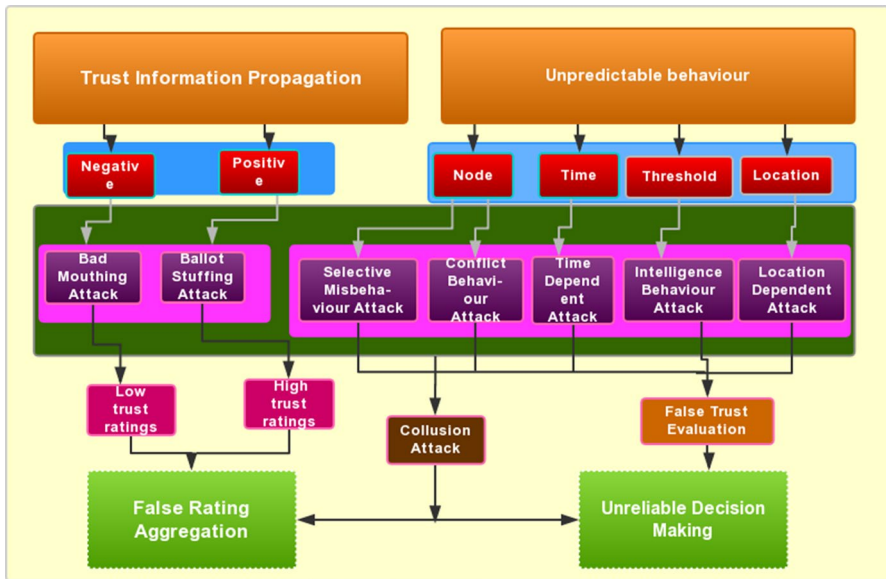 Trust Information Propagation
Unpredictable behaviour
Negativ
e
Positiv
e
Node
Time
Threshold
Location
Bad
Mouthing
Attack
Ballot
Stuffing
Attack
Selective
Misbeha-
viour Attack
Conflict
Behavi-
our
Attack
Time
Depend
ent
Attack
Intelligence
Behaviour
Attack
Location
Dependent
Attack
Low
trust
ratings
High
trust
ratings
Collusion
Attack
False Trust
Evaluation
False Rating
Aggregation
Unreliable Decision
Making